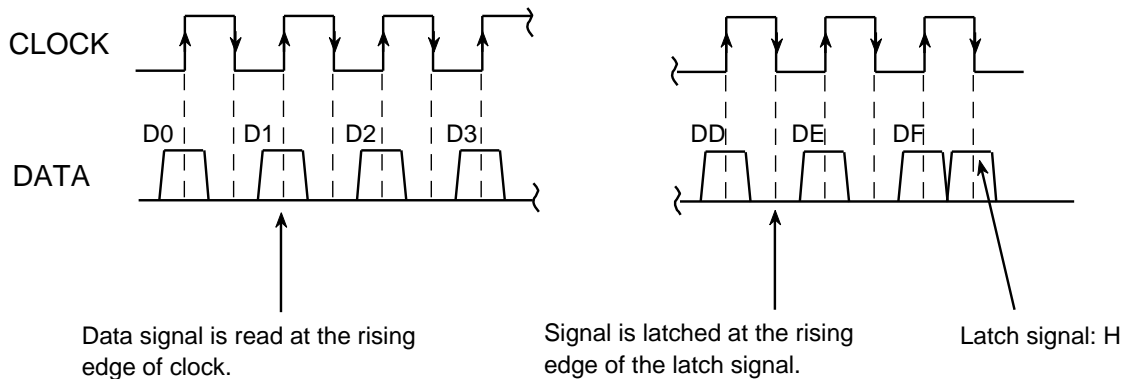 CLOCK
D0 D1 D2 D3 DD DE DF
DATA
Data signal is read at the rising
edge of clock.
Signal is latched at the rising
edge of the latch signal.
Latch signal: H